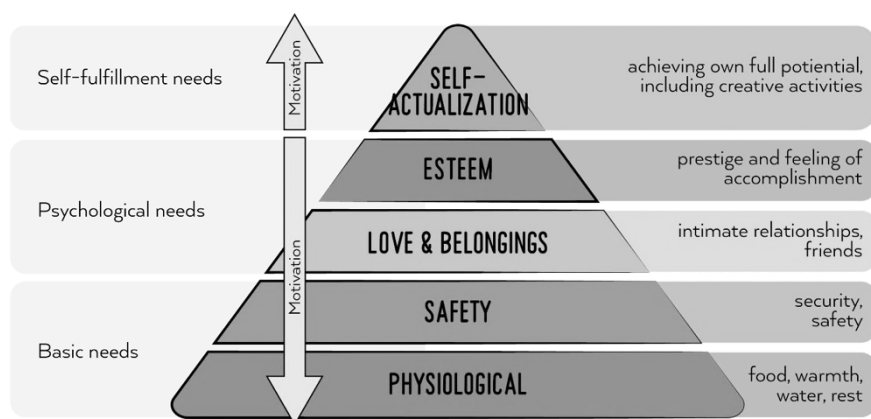 Self-fulfillment needs
Motivation
SELF-
ACTUALIZATION
achieving own full potiential,
including creative activities
Psychological needs
Motivation
ESTEEM
prestige and feeling of
accomplishment
LOVE & BELONGINGS
intimate relationships,
friends
Basic needs
SAFETY
security,
safety
PHYSIOLOGICAL
food, warmth,
water, rest